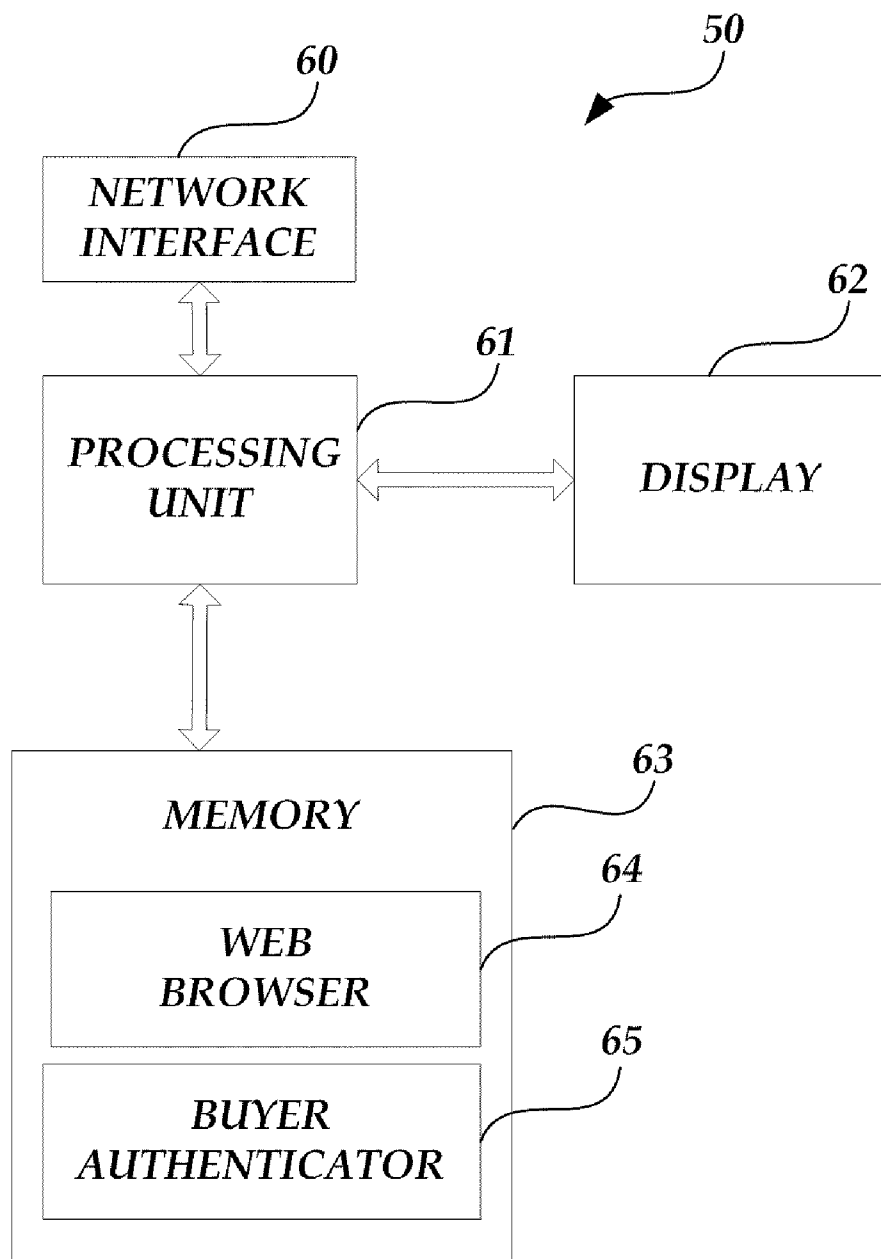 50
60
NETWORK
INTERFACE
62
61
PROCESSING
UNIT
DISPLAY
63
MEMORY
64
WEB
BROWSER
65
BUYER
AUTHENTICATOR